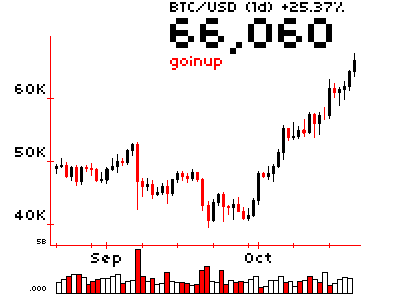 BTC/USD (1d) +25.37%
66,060
goinup
60K
50K
40K
5B
Sep Oct
.000